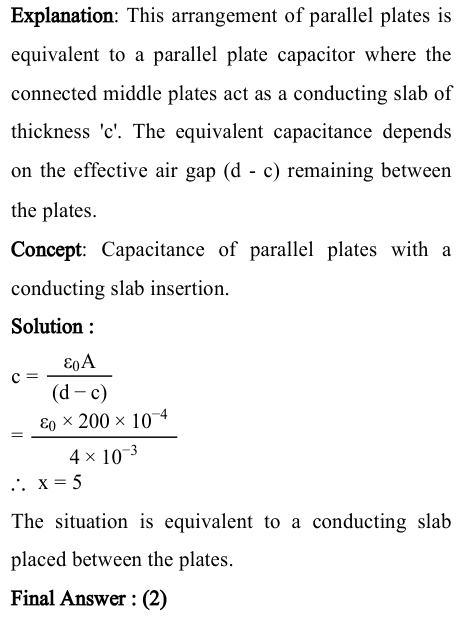 Explanation: This arrangement of parallel plates is
equivalent to a parallel plate capacitor where the
connected middle plates act as a conducting slab of
thickness 'c'. The equivalent capacitance depends
on the effective air gap (d - c) remaining between
the plates.
Concept: Capacitance of parallel plates with a
conducting slab insertion.
Solution :
c = ε₀A / (d – c)
= ε₀ × 200 × 10⁻⁴ / 4 × 10⁻³
∴ x = 5
The situation is equivalent to a conducting slab
placed between the plates.
Final Answer : (2)